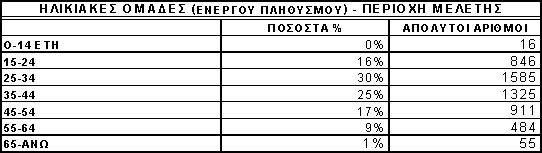 ΗΛΙΚΙΑΚΕΣ ΟΜΑΔΕΣ (ΕΝΕΡΓΟΥ ΠΛΗΘΥΣΜΟΥ) - ΠΕΡΙΟΧΗ ΜΕΛΕΤΗΣ
ΠΟΣΟΣΤΑ % ΑΠΟΛΥΤΟΙ ΑΡΙΘΜΟΙ
0-14 ΕΤΗ 0% 16
15-24 16% 846
25-34 30% 1585
35-44 25% 1325
45-54 17% 911
55-64 9% 484
65-ΑΝΩ 1% 55